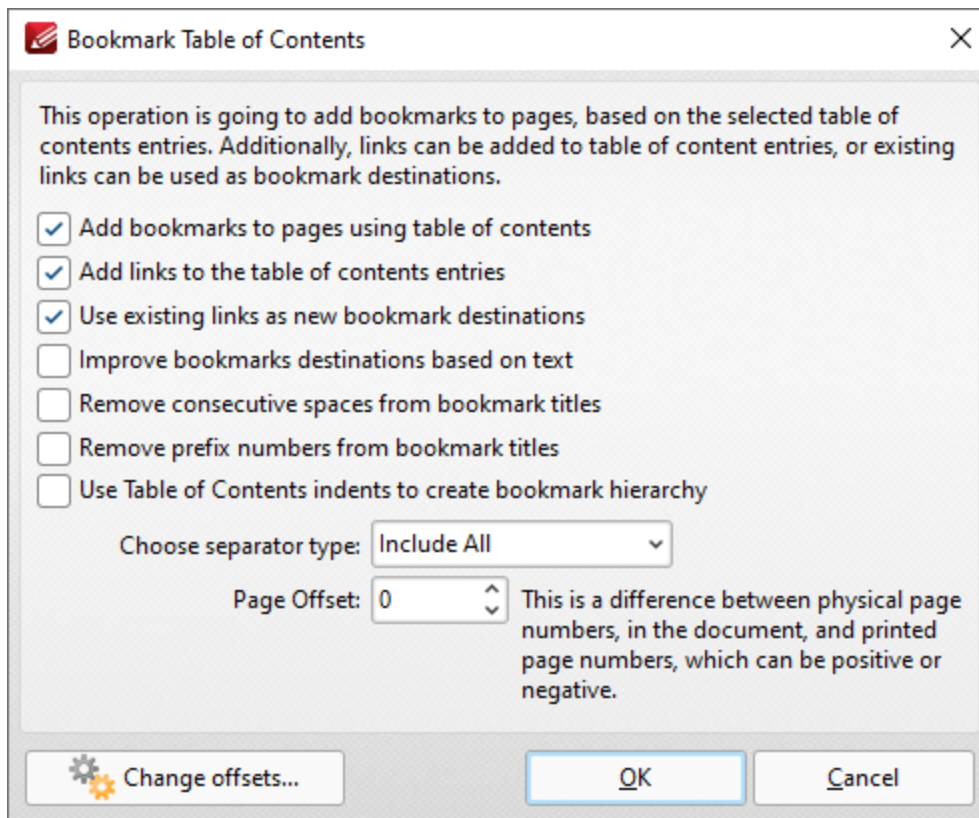 Bookmark Table of Contents
This operation is going to add bookmarks to pages, based on the selected table of
contents entries. Additionally, links can be added to table of content entries, or existing
links can be used as bookmark destinations.
Add bookmarks to pages using table of contents
Add links to the table of contents entries
Use existing links as new bookmark destinations
Improve bookmarks destinations based on text
Remove consecutive spaces from bookmark titles
Remove prefix numbers from bookmark titles
Use Table of Contents indents to create bookmark hierarchy
Choose separator type: Include All
Page Offset: 0 This is a difference between physical page
numbers, in the document, and printed
page numbers, which can be positive or
negative.
Change offsets... OK Cancel